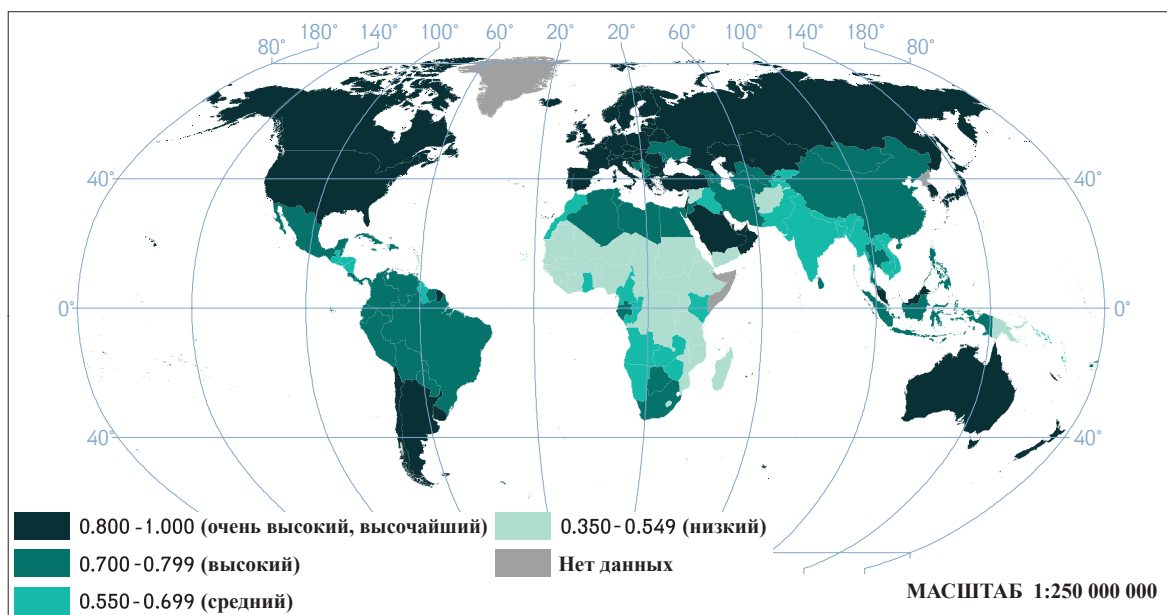 180° 140° 100° 60° 20° 20° 60° 100° 140° 180°
80° 80°
40° 40°
0° 0°
40° 40°
0.800 - 1.000 (очень высокий, высочайший)
0.350 - 0.549 (низкий)
0.700 - 0.799 (высокий)
Нет данных
0.550 - 0.699 (средний)
МАСШТАБ 1:250 000 000